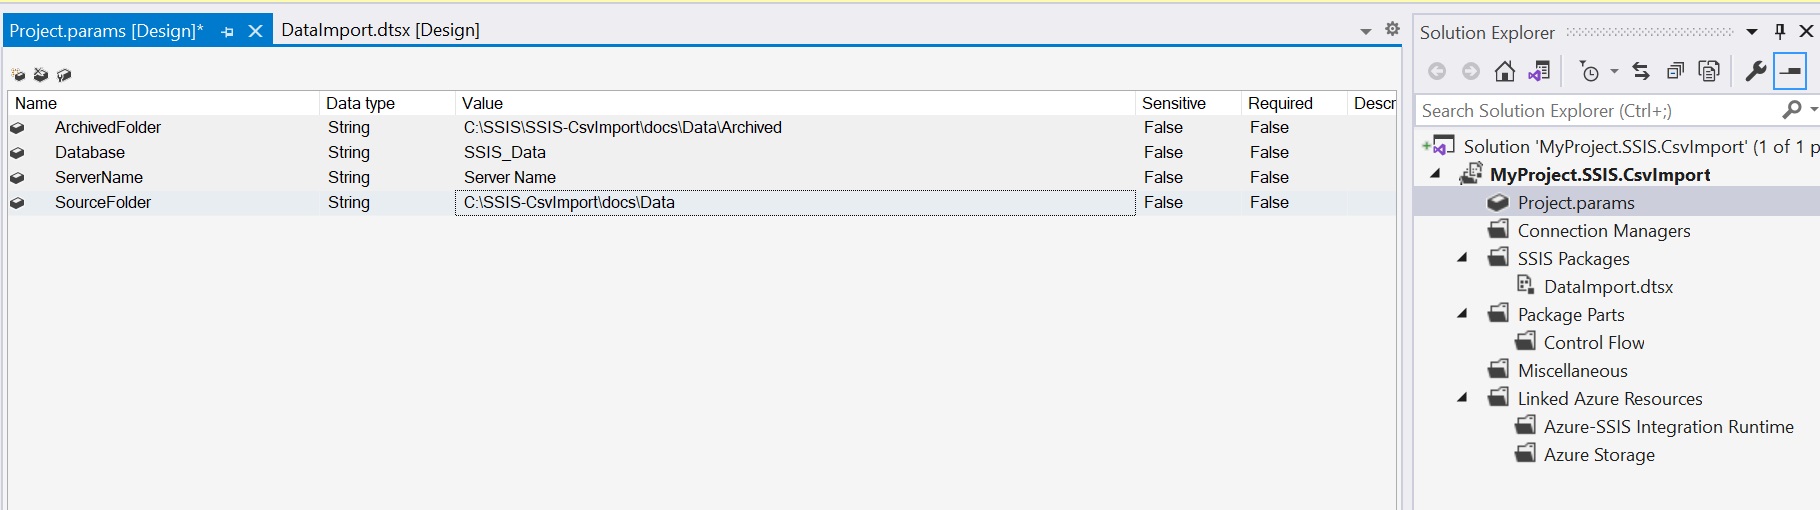 Project.params [Design]*
DataImport.dtsx [Design]
Name Data type Value Sensitive Required Descr
ArchivedFolder String C:\SSIS\SSIS-CsvImport\docs\Data\Archived False False
Database String SSIS_Data False False
ServerName String Server Name False False
SourceFolder String C:\SSIS-CsvImport\docs\Data False False
Solution Explorer
Search Solution Explorer (Ctrl+;)
Solution 'MyProject.SSIS.CsvImport' (1 of 1 p
MyProject.SSIS.CsvImport
Project.params
Connection Managers
SSIS Packages
DataImport.dtsx
Package Parts
Control Flow
Miscellaneous
Linked Azure Resources
Azure-SSIS Integration Runtime
Azure Storage